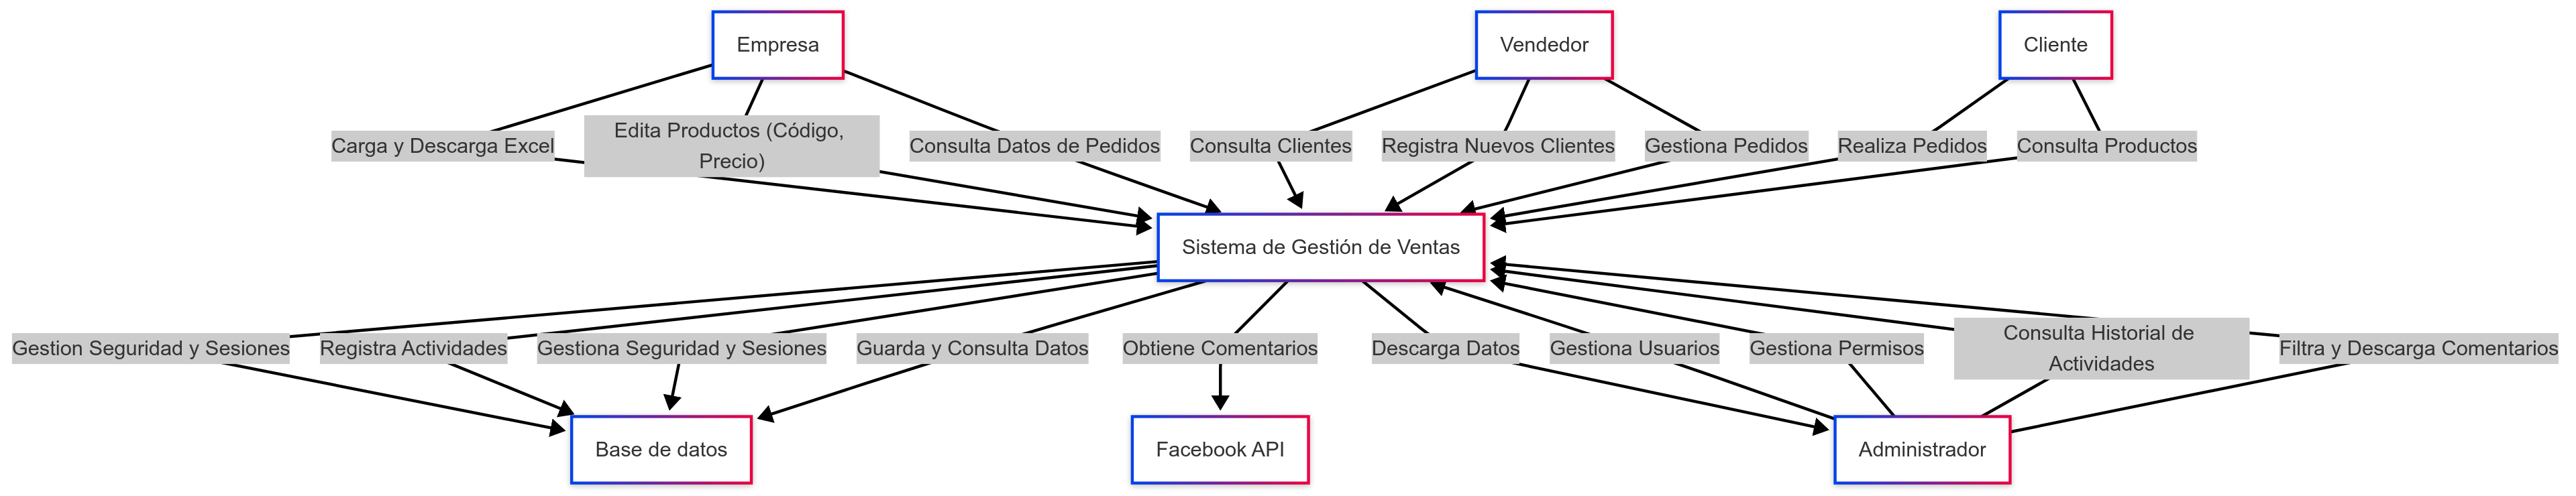 Empresa
Vendedor
Cliente
Carga y Descarga Excel
Edita Productos (Código,
Precio)
Consulta Datos de Pedidos
Consulta Clientes
Registra Nuevos Clientes
Gestiona Pedidos
Realiza Pedidos
Consulta Productos
Sistema de Gestión de Ventas
Gestion Seguridad y Sesiones
Registra Actividades
Gestiona Seguridad y Sesiones
Guarda y Consulta Datos
Obtiene Comentarios
Descarga Datos
Gestiona Usuarios
Gestiona Permisos
Consulta Historial de
Actividades
Filtra y Descarga Comentarios
Base de datos
Facebook API
Administrador